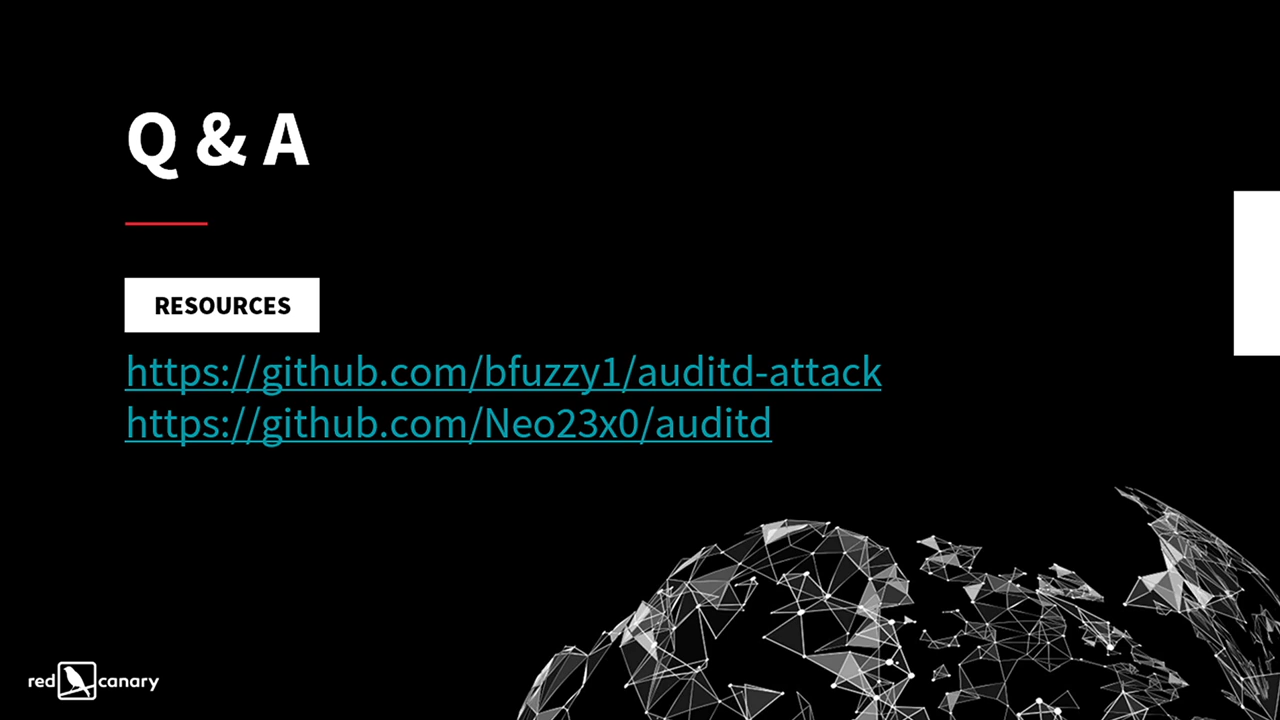 Q & A
RESOURCES
https://github.com/bfuzzy1/auditd-attack
https://github.com/Neo23x0/auditd
red canary